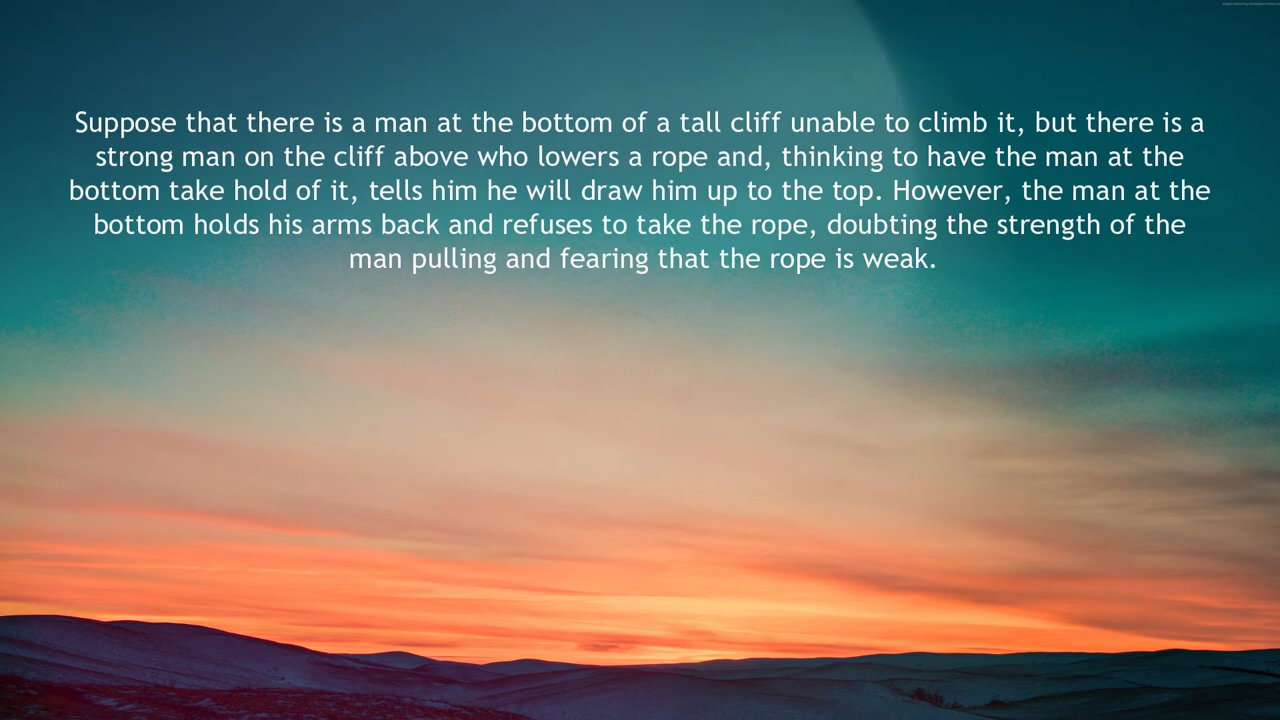 Suppose that there is a man at the bottom of a tall cliff unable to climb it, but there is a
strong man on the cliff above who lowers a rope and, thinking to have the man at the
bottom take hold of it, tells him he will draw him up to the top. However, the man at the
bottom holds his arms back and refuses to take the rope, doubting the strength of the
man pulling and fearing that the rope is weak.